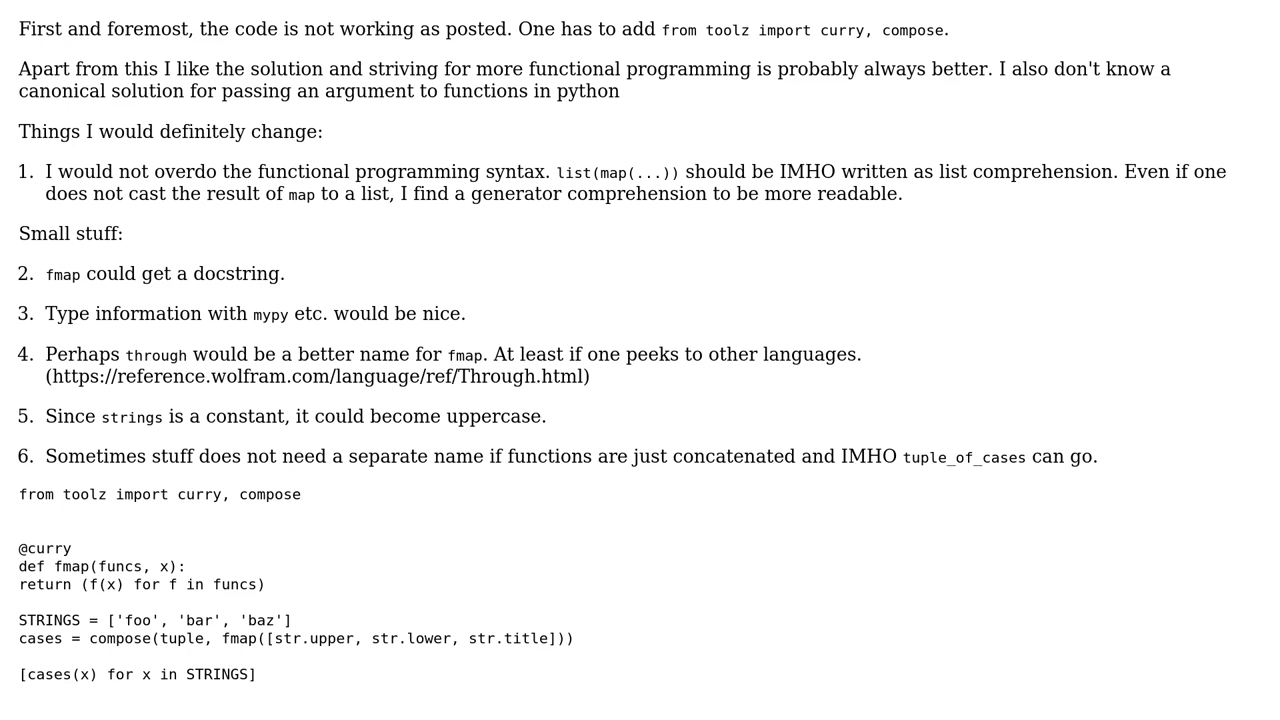 First and foremost, the code is not working as posted. One has to add from toolz import curry, compose.
Apart from this I like the solution and striving for more functional programming is probably always better. I also don't know a
canonical solution for passing an argument to functions in python
Things I would definitely change:
1. I would not overdo the functional programming syntax. list(map(...)) should be IMHO written as list comprehension. Even if one
does not cast the result of map to a list, I find a generator comprehension to be more readable.
Small stuff:
2. fmap could get a docstring.
3. Type information with mypy etc. would be nice.
4. Perhaps through would be a better name for fmap. At least if one peeks to other languages.
(https://reference.wolfram.com/language/ref/Through.html)
5. Since strings is a constant, it could become uppercase.
6. Sometimes stuff does not need a separate name if functions are just concatenated and IMHO tuple_of_cases can go.
from toolz import curry, compose
@curry
def fmap(funcs, x):
return (f(x) for f in funcs)
STRINGS = ['foo', 'bar', 'baz']
cases = compose(tuple, fmap([str.upper, str.lower, str.title]))
[cases(x) for x in STRINGS]